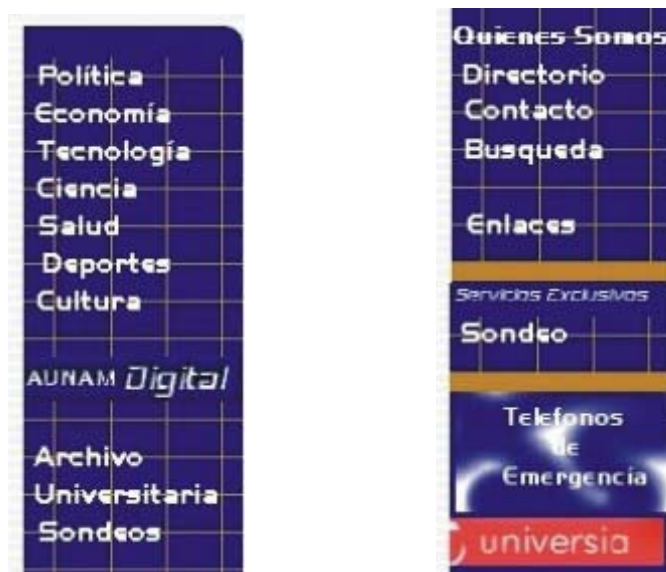 Política
Economía
Tecnología
Ciencia
Salud
Deportes
Cultura
AUNAM Digital
Archivo
Universitaria
Sondeos
Quienes Somos
Directorio
Contacto
Busqueda
Enlaces
Servicios Exclusivos
Sondeo
Telefonos
de
Emergencia
universia